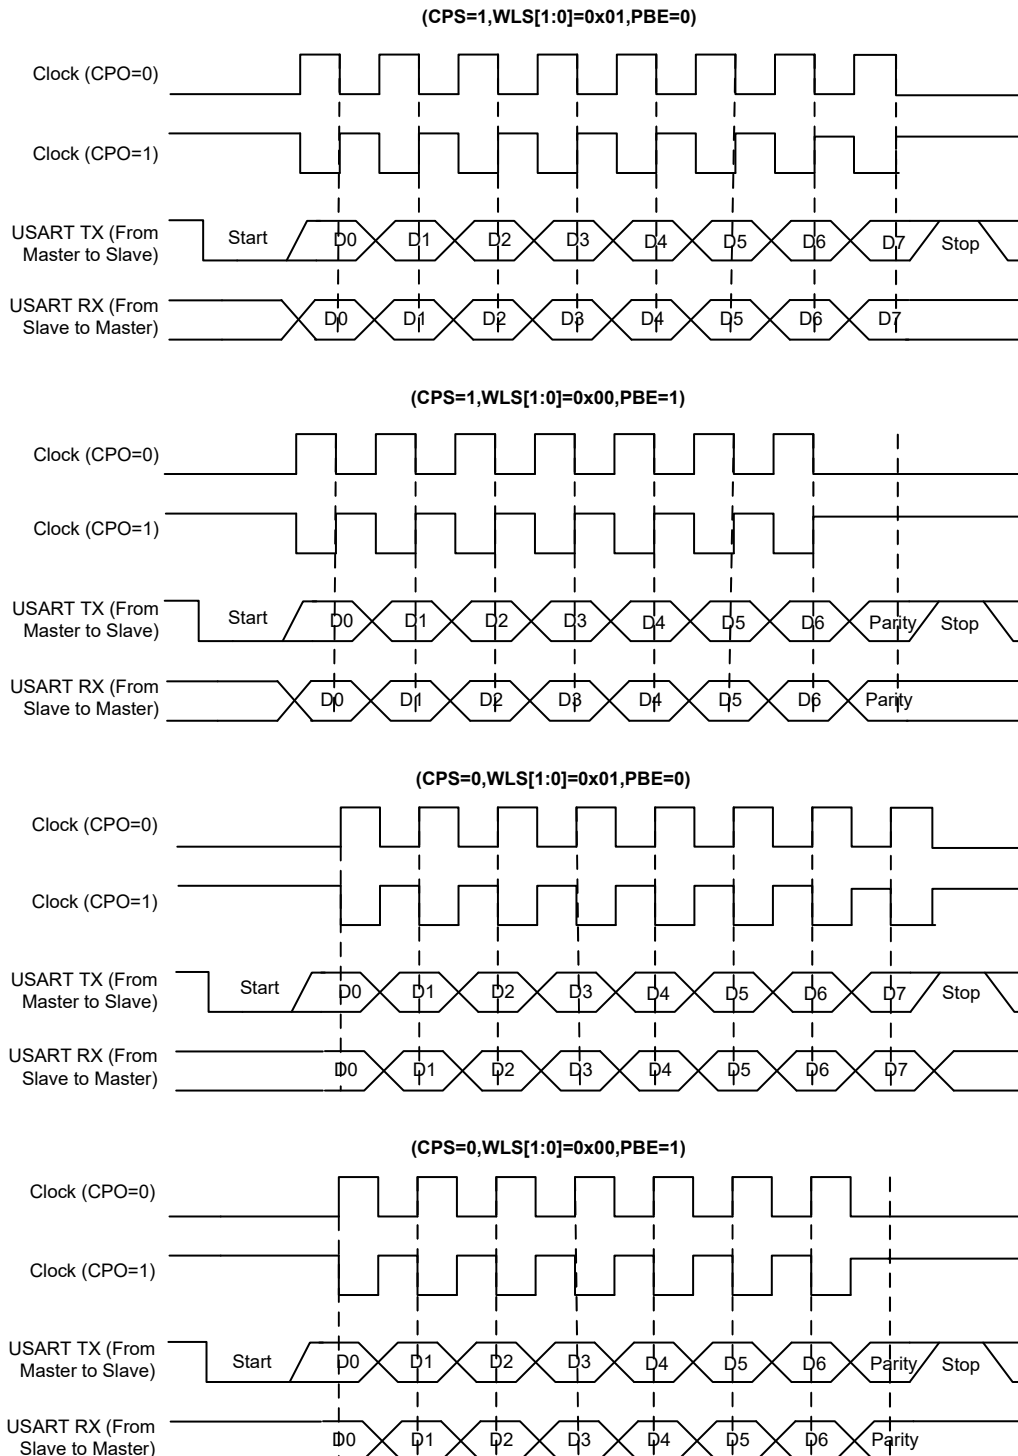 (CPS=1,WLS[1:0]=0x01,PBE=0)
Clock (CPO=0)
Clock (CPO=1)
USART TX (From
Master to Slave)
Start D0 D1 D2 D3 D4 D5 D6 D7 Stop
USART RX (From
Slave to Master)
D0 D1 D2 D3 D4 D5 D6 D7
(CPS=1,WLS[1:0]=0x00,PBE=1)
Clock (CPO=0)
Clock (CPO=1)
USART TX (From
Master to Slave)
Start D0 D1 D2 D3 D4 D5 D6 Parity Stop
USART RX (From
Slave to Master)
D0 D1 D2 D3 D4 D5 D6 Parity
(CPS=0,WLS[1:0]=0x01,PBE=0)
Clock (CPO=0)
Clock (CPO=1)
USART TX (From
Master to Slave)
Start D0 D1 D2 D3 D4 D5 D6 D7 Stop
USART RX (From
Slave to Master)
D0 D1 D2 D3 D4 D5 D6 D7
(CPS=0,WLS[1:0]=0x00,PBE=1)
Clock (CPO=0)
Clock (CPO=1)
USART TX (From
Master to Slave)
Start D0 D1 D2 D3 D4 D5 D6 Parity Stop
USART RX (From
Slave to Master)
D0 D1 D2 D3 D4 D5 D6 Parity